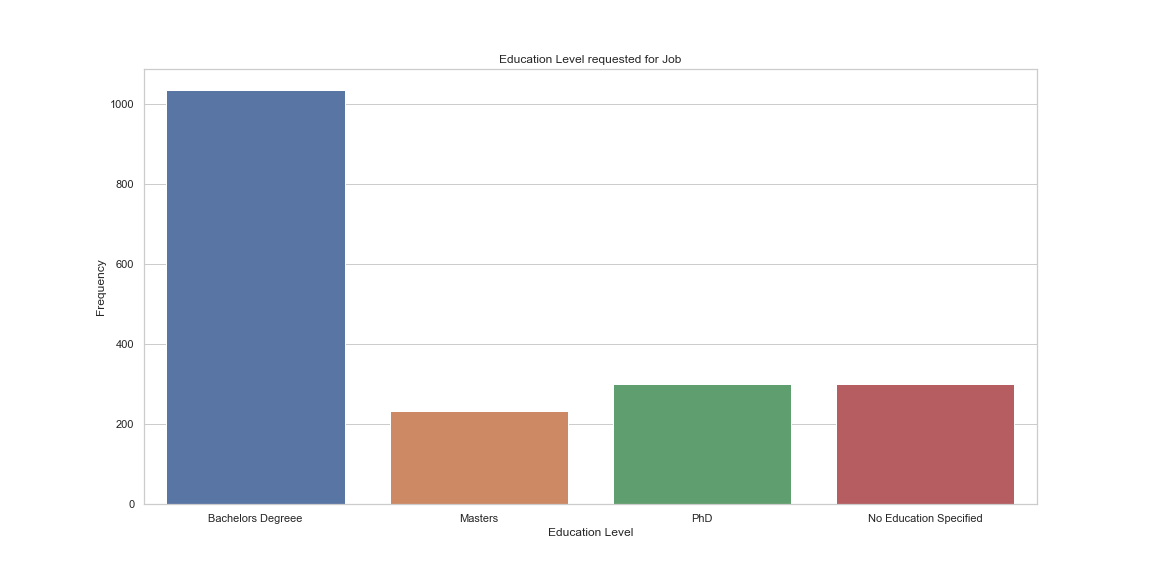 Education Level requested for Job
1000
800
600
400
200
0
Frequency
Bachelors Degreee
Masters
PhD
No Education Specified
Education Level